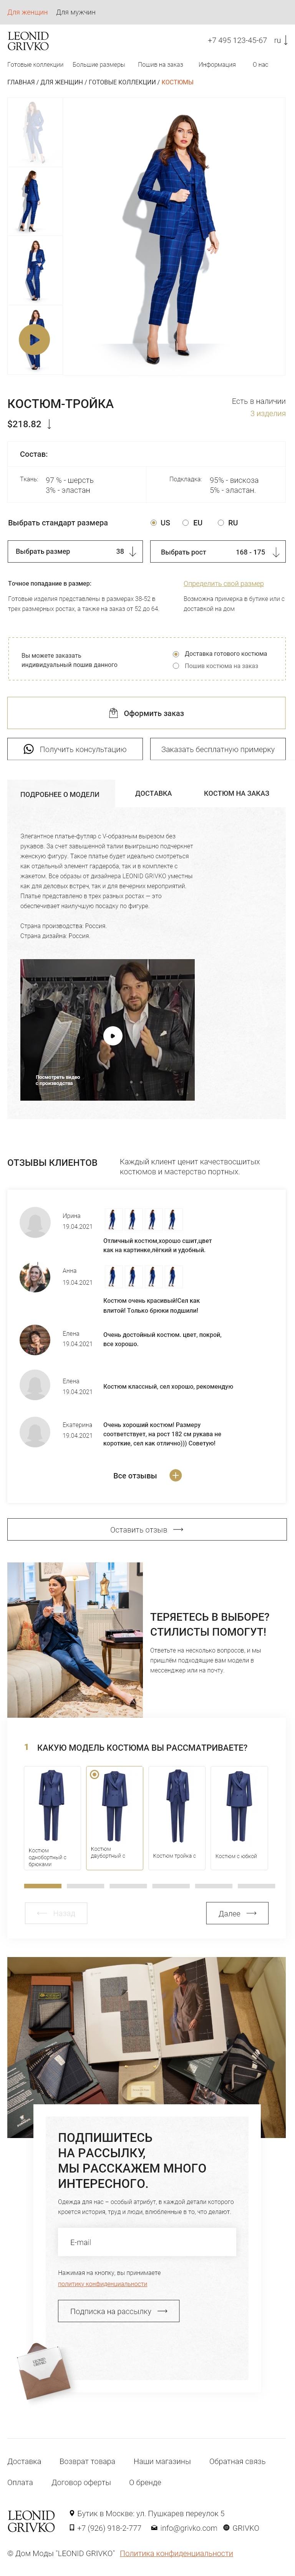 Для женщин Для мужчин
LEONID
GRIVKO
+7 495 123-45-67 ru
Готовые коллекции Большие размеры Пошив на заказ Информация О нас
ГЛАВНАЯ / ДЛЯ ЖЕНЩИН / ГОТОВЫЕ КОЛЛЕКЦИИ / КОСТЮМЫ
КОСТЮМ-ТРОЙКА
Есть в наличии
3 изделия
$218.82
Состав:
Ткань: 97 % - шерсть
3% - эластан
Подкладка: 95% - вискоза
5% - эластан.
Выбрать стандарт размера US EU RU
Выбрать размер 38
Выбрать рост 168 - 175
Точное попадание в размер:
Готовые изделия представлены в размерах 38-52 в
трех размерных ростах, а также на заказ от 52 до 64.
Определить свой размер
Возможна примерка в бутике или с
доставкой на дом
Вы можете заказать
индивидуальный пошив данного
Доставка готового костюма
Пошив костюма на заказ
Оформить заказ
Получить консультацию
Заказать бесплатную примерку
ПОДРОБНЕЕ О МОДЕЛИ ДОСТАВКА КОСТЮМ НА ЗАКАЗ
Элегантное платье-футляр с V-образным вырезом без
рукавов. За счет завышенной талии выигрышно подчеркнет
женскую фигуру. Такое платье будет идеально смотреться
как отдельный элемент гардероба, так и в комплекте с
жакетом. Все образы от дизайнера LEONID GRIVKO уместны
как для деловых встреч, так и для вечерних мероприятий.
Платье представлено в трех разных ростах — это
обеспечивает наилучшую посадку по фигуре.
Страна производства: Россия
Страна дизайна: Россия.
Посмотреть видео
с производства
ОТЗЫВЫ КЛИЕНТОВ
Каждый клиент ценит качествосшитых
костюмов и мастерство портных.
Ирина
19.04.2021
Отличный костюм,хорошо сшит,цвет
как на картинке,лёгкий и удобный.
Анна
19.04.2021
Костюм очень красивый!Сел как
влитой! Только брюки подшили!
Елена
19.04.2021
Очень достойный костюм. цвет, покрой,
все хорошо.
Елена
19.04.2021
Костюм классный, сел хорошо, рекомендую
Екатерина
19.04.2021
Очень хороший костюм! Размеру
соответствует, на рост 182 см рукава не
короткие, сел как отлично))) Советую!
Все отзывы
Оставить отзыв
ТЕРЯЕТЕСЬ В ВЫБОРЕ?
СТИЛИСТЫ ПОМОГУТ!
Ответьте на несколько вопросов, и мы
пришлём подходящие вам модели в
мессенджер или на почту.
1 КАКУЮ МОДЕЛЬ КОСТЮМА ВЫ РАССМАТРИВАЕТЕ?
Костюм
однобортный с
брюками
Костюм
двубортный с
Костюм тройка с
Костюм с юбкой
Назад
Далее
ПОДПИШИТЕСЬ
НА РАССЫЛКУ,
МЫ РАССКАЖЕМ МНОГО
ИНТЕРЕСНОГО.
Одежда для нас – особый атрибут, в каждой детали которого
кроется история, труд и люди, влюбленные в то, что делают.
E-mail
Нажимая на кнопку, вы принимаете
политику конфиденциальности
Подписка на рассылку
LEONID
GRIVKO
Доставка Возврат товара Наши магазины Обратная связь
Оплата Договор оферты О бренде
LEONID
GRIVKO
Бутик в Москве: ул. Пушкарев переулок 5
+7 (926) 918-2-777 info@grivko.com GRIVKO
© Дом Моды "LEONID GRIVKO" Политика конфиденциальности